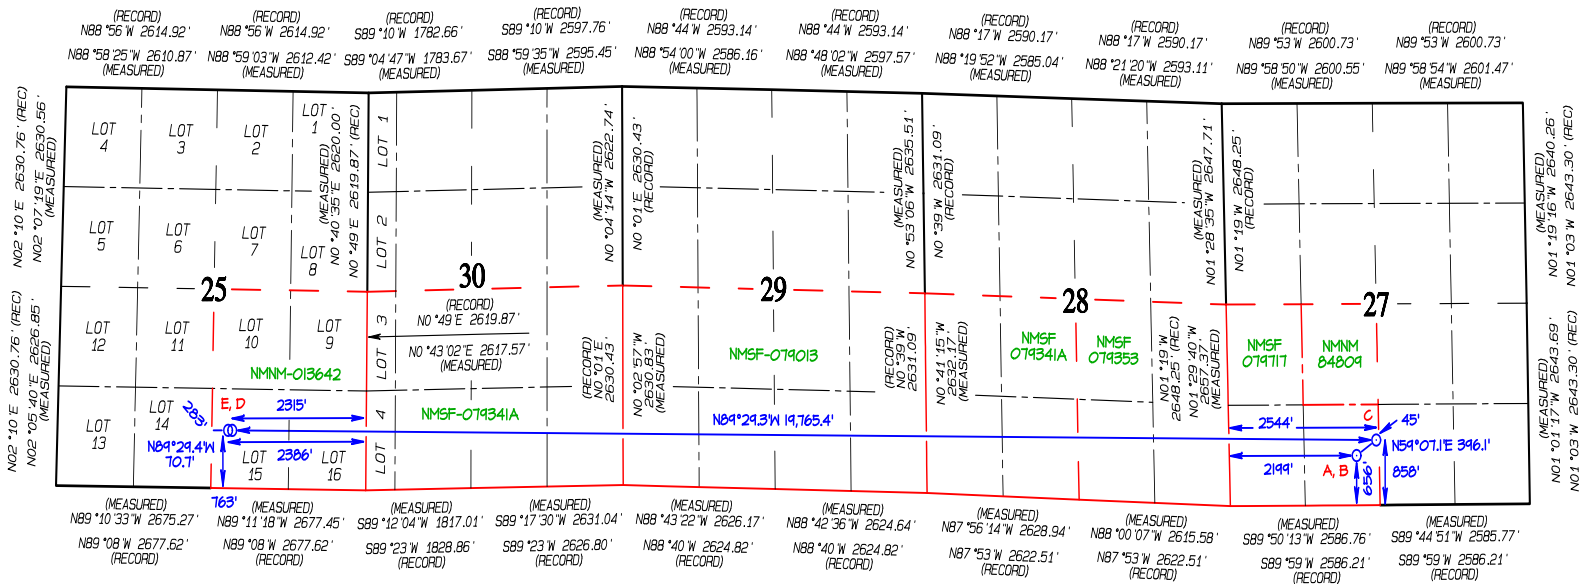 (RECORD)
N88°56'W 2614.92'
N88°58'25"W 2610.87'
(MEASURED)
(RECORD)
N88°56'W 2614.92'
N88°59'03"W 2612.42'
(MEASURED)
(RECORD)
S89°10'W 1782.66'
S89°04'47"W 1783.67'
(MEASURED)
(RECORD)
S89°10'W 2597.76'
S88°59'35"W 2595.45'
(MEASURED)
(RECORD)
N88°44'W 2593.14'
N88°54'00"W 2586.16'
(MEASURED)
(RECORD)
N88°44'W 2593.14'
N88°48'02"W 2597.57'
(MEASURED)
(RECORD)
N88°17'W 2590.17'
N88°19'52"W 2585.04'
(MEASURED)
(RECORD)
N88°17'W 2590.17'
N88°21'20"W 2593.11'
(MEASURED)
(RECORD)
N89°53'W 2600.73'
N89°58'50"W 2600.55'
(MEASURED)
(RECORD)
N89°53'W 2600.73'
N89°58'54"W 2601.47'
(MEASURED)
N02°10'E 2630.76' (REC)
N02°07'19"E 2630.56'
(MEASURED)
LOT
4
LOT
3
LOT
2
LOT
1
(MEASURED)
N0°40'35"E 2620.00'
N0°49'E 2619.87' (REC)
LOT 1
LOT 2
LOT
5
LOT
6
LOT
7
LOT
8
(MEASURED)
N0°04'14"W 2622.74'
N0°01'E 2630.43'
(RECORD)
(MEASURED)
N0°53'06"W 2635.51'
N0°39'W 2631.09'
(RECORD)
(MEASURED)
N01°28'35"W 2647.71'
N01°19'W 2648.25'
(RECORD)
(MEASURED)
N01°19'16"W 2640.26'
N01°03'W 2643.30' (REC)
25
30
29
28
27
N02°10'E 2630.76' (REC)
N02°05'40"E 2626.85'
(MEASURED)
LOT
12
LOT
11
LOT
10
LOT
9
NMNM-013642
LOT 3
(RECORD)
N0°49'E 2619.87'
N0°43'02"E 2617.57'
(MEASURED)
NMSF-079341A
(RECORD)
N0°01'E
2630.43'
N0°02'57"W
2630.83'
(MEASURED)
NMSF-079013
(RECORD)
N0°39'W
2631.09'
N0°41'15"W
2632.17'
(MEASURED)
NMSF
079341A
NMSF
079353
N01°19'W
2648.25'(REC)
N01°29'40"W
2657.37'
(MEASURED)
NMSF
079717
NMNM
84809
(MEASURED)
N01°01'17"W 2643.69'
N01°03'W 2643.30' (REC)
LOT
13
LOT
14
283'
E, D
2315'
N89°29.4'W
70.7'
2386'
LOT
15
LOT
16
LOT 4
763'
N89°29.3'W 19,765.4'
2544'
C
45'
N59°07.1'E 396.1'
2199'
A, B
656'
858'
(MEASURED)
N89°10'33"W 2675.27'
N89°08'W 2677.62'
(RECORD)
(MEASURED)
N89°11'18"W 2677.45'
N89°08'W 2677.62'
(RECORD)
(MEASURED)
S89°12'04"W 1817.01'
S89°23'W 1828.86'
(RECORD)
(MEASURED)
S89°17'30"W 2631.04'
S89°23'W 2626.80'
(RECORD)
(MEASURED)
N88°43'22"W 2626.17'
N88°40'W 2624.82'
(RECORD)
(MEASURED)
N88°42'36"W 2624.64'
N88°40'W 2624.82'
(RECORD)
(MEASURED)
N87°56'14"W 2628.94'
N87°53'W 2622.51'
(RECORD)
(MEASURED)
N88°00'07"W 2615.58'
N87°53'W 2622.51'
(RECORD)
(MEASURED)
S89°50'13"W 2586.76'
S89°59'W 2586.21'
(RECORD)
(MEASURED)
S89°44'51"W 2585.77'
S89°59'W 2586.21'
(RECORD)